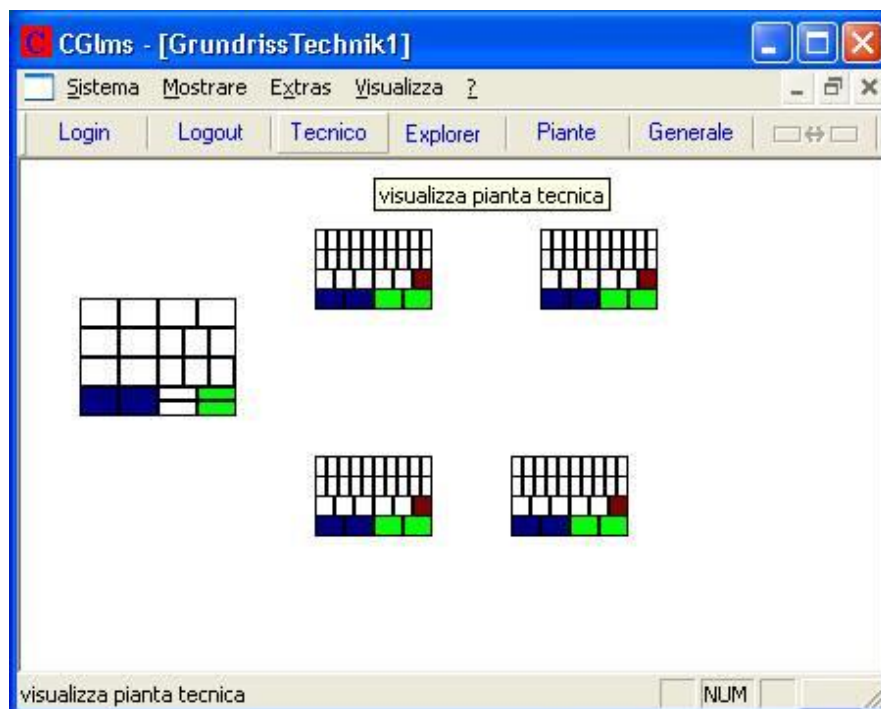 C CGlms - [GrundrissTechnik1]
Sistema Mostrare Extras Visualizza ?
Login Logout Tecnico Explorer Piante Generale
visualizza pianta tecnica
visualizza pianta tecnica NUM